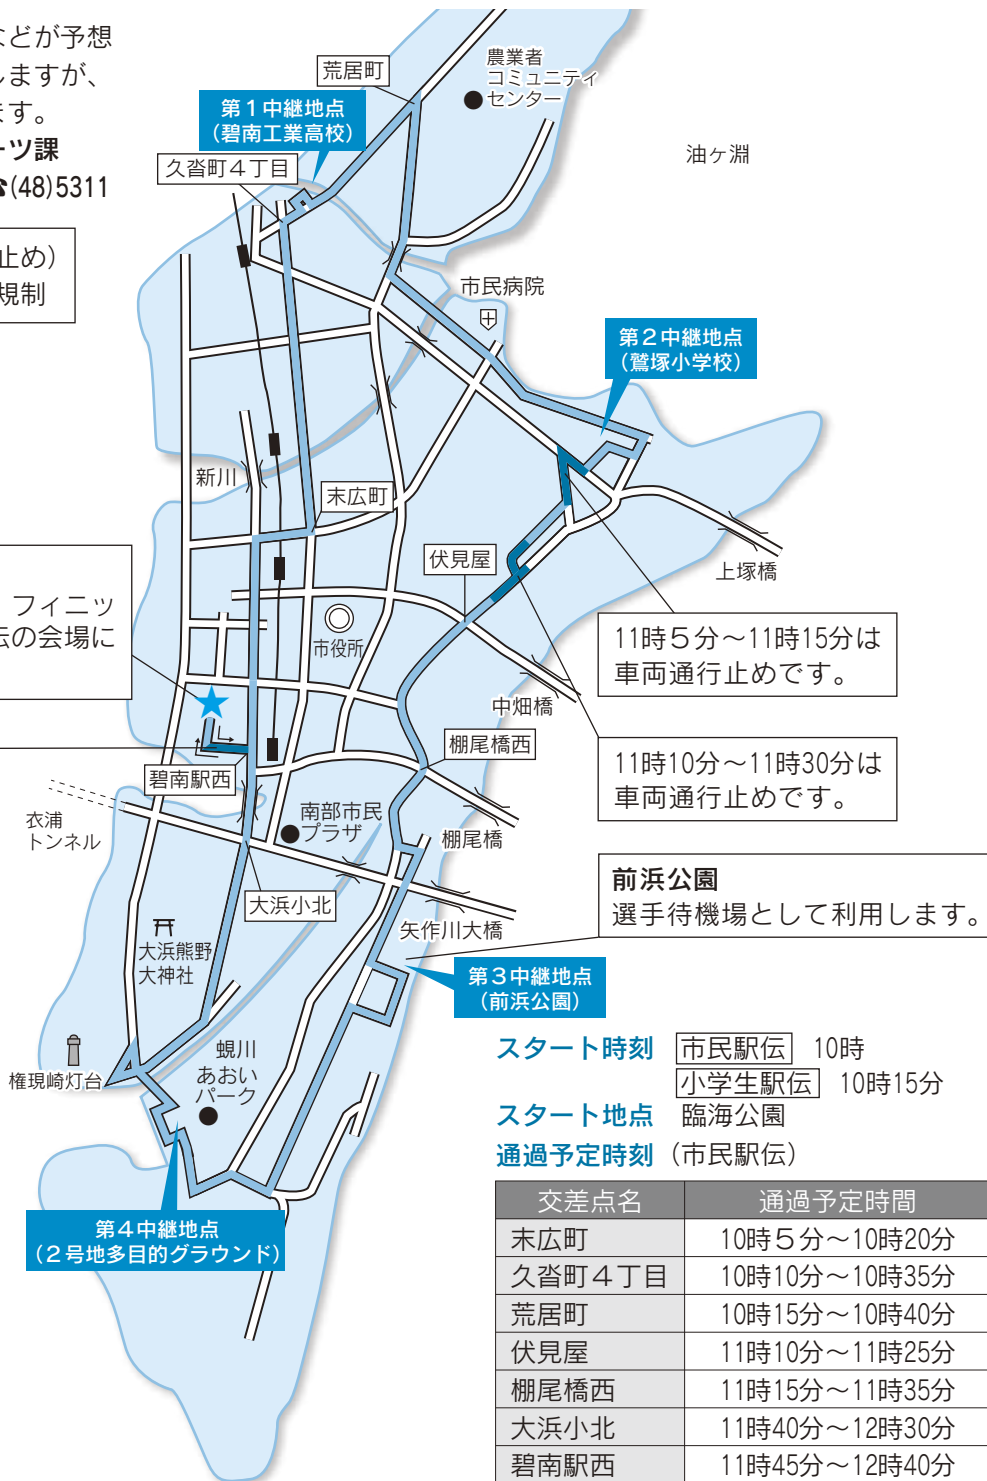 などが予想
しますが、
ます。
ーツ課
☎(48)5311
止め）
規制
荒居町
農業者
コミュニティ
センター
第１中継地点
（碧南工業高校）
油ヶ淵
久沓町４丁目
市民病院
第２中継地点
（鷲塚小学校）
新川
末広町
伏見屋
上塚橋
フィニッ
伝の会場に
市役所
11時５分～11時15分は
車両通行止めです。
中畑橋
棚尾橋西
11時10分～11時30分は
車両通行止めです。
碧南駅西
衣浦
トンネル
南部市民
プラザ
棚尾橋
前浜公園
選手待機場として利用します。
大浜小北
矢作川大橋
大浜熊野
大神社
第３中継地点
（前浜公園）
蜆川
あおい
パーク
権現崎灯台
スタート時刻 市民駅伝 10時
小学生駅伝 10時15分
スタート地点 臨海公園
通過予定時刻（市民駅伝）
第４中継地点
（２号地多目的グラウンド）
交差点名 通過予定時間
末広町 10時５分～10時20分
久沓町４丁目 10時10分～10時35分
荒居町 10時15分～10時40分
伏見屋 11時10分～11時25分
棚尾橋西 11時15分～11時35分
大浜小北 11時40分～12時30分
碧南駅西 11時45分～12時40分